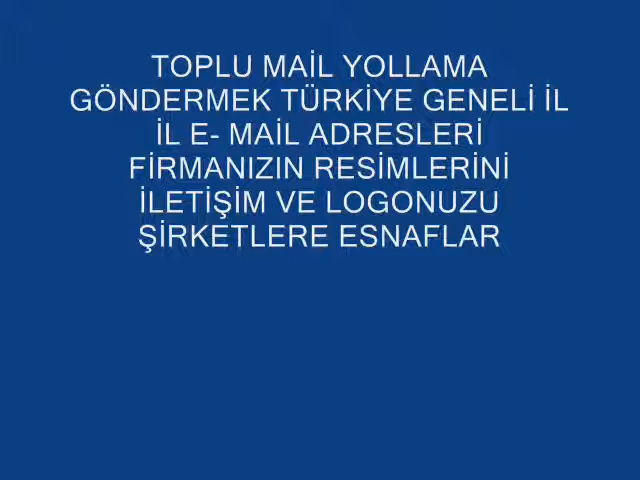 TOPLU MAİL YOLLAMA
GÖNDERMEK TÜRKİYE GENELİ İL
İL E- MAİL ADRESLERİ
FİRMANIZIN RESİMLERİNİ
İLETİŞİM VE LOGONUZU
ŞİRKETLERE ESNAFLAR